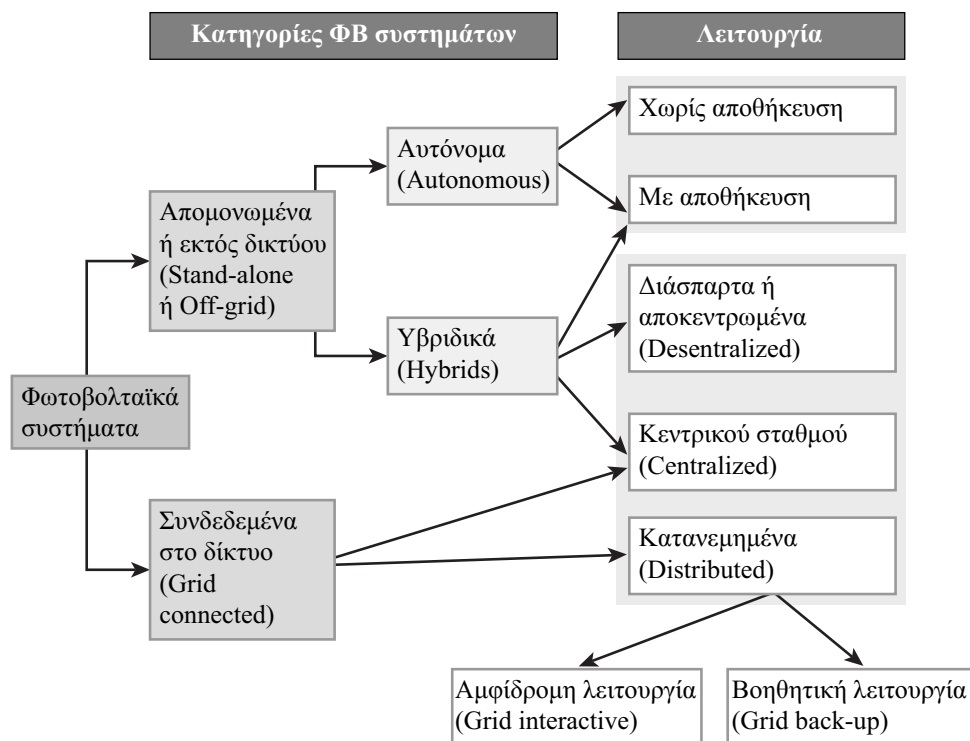 Κατηγορίες ΦΒ συστημάτων
Λειτουργία
Χωρίς αποθήκευση
Αυτόνομα
(Autonomous)
Με αποθήκευση
Απομονωμένα
ή εκτός δικτύου
(Stand-alone
ή Off-grid)
Διάσπαρτα ή
αποκεντρωμένα
(Desentralized)
Υβριδικά
(Hybrids)
Φωτοβολταϊκά
συστήματα
Κεντρικού σταθμού
(Centralized)
Συνδεδεμένα
στο δίκτυο
(Grid
connected)
Κατανεμημένα
(Distributed)
Αμφίδρομη λειτουργία
(Grid interactive)
Βοηθητική λειτουργία
(Grid back-up)